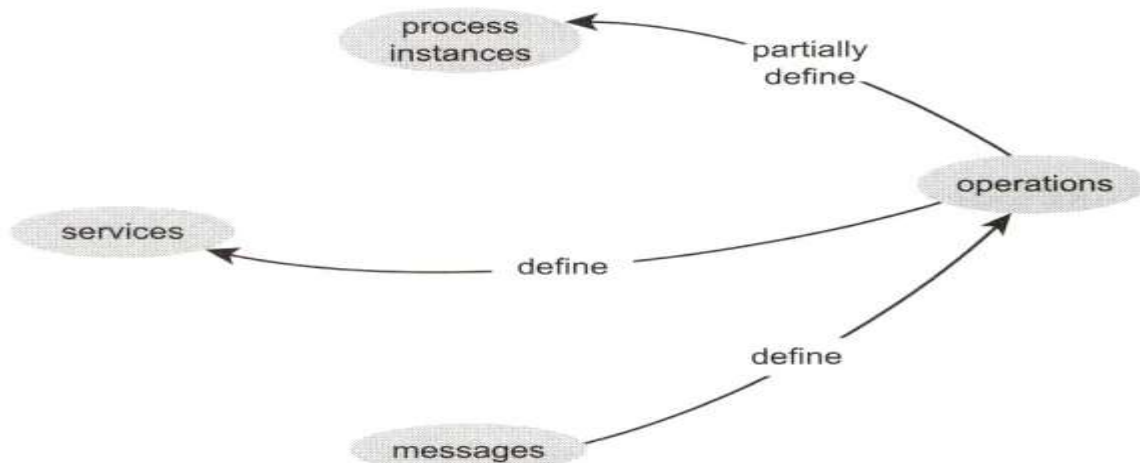 process
instances
partially
define
operations
services
define
define
messages